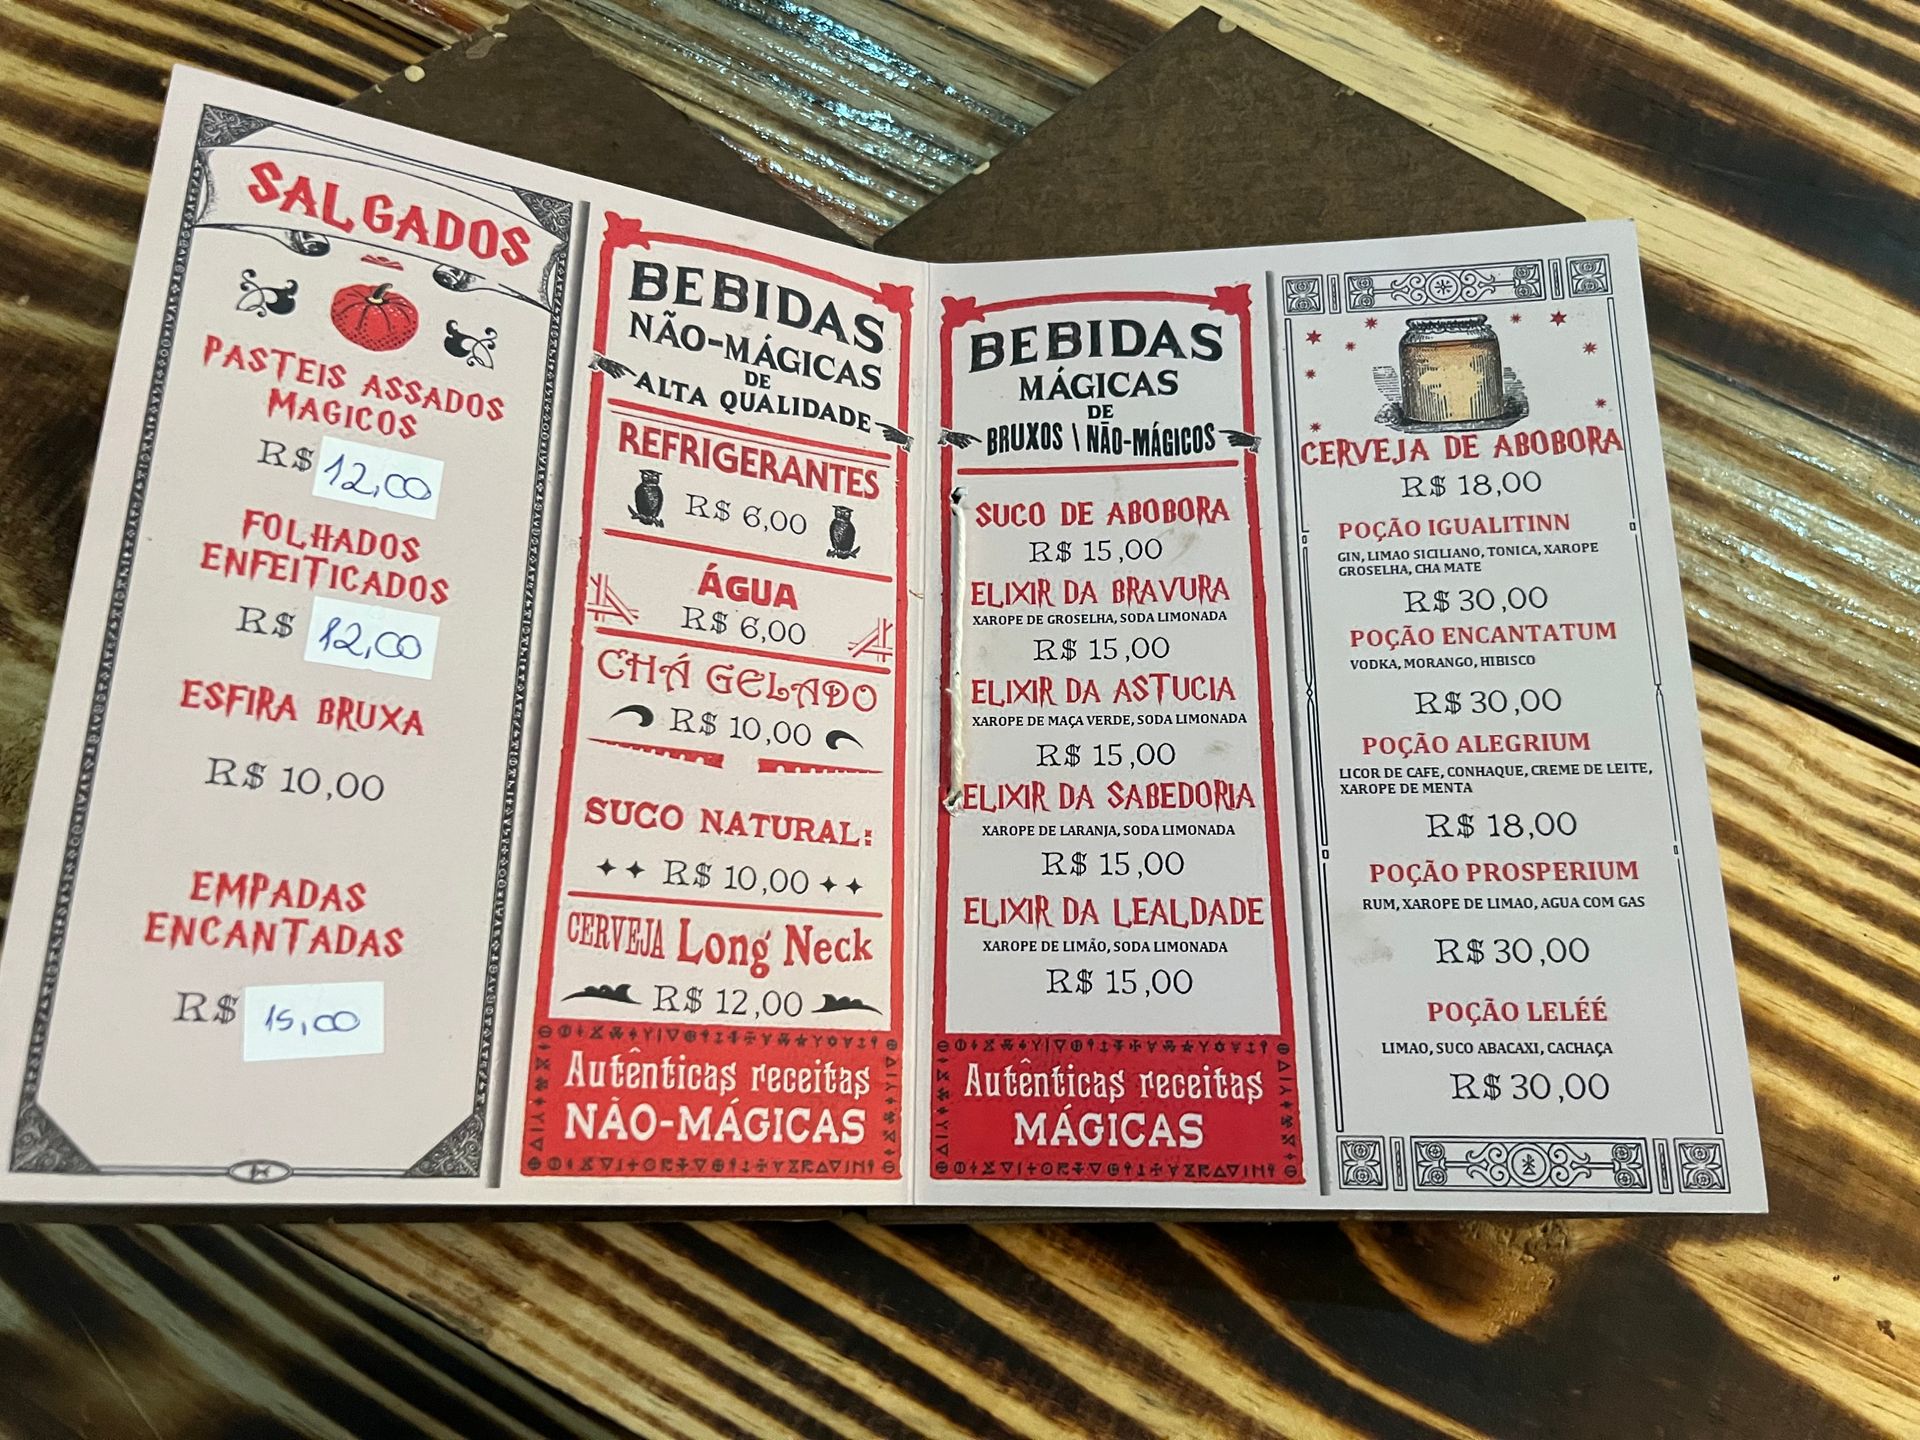 SALGADOS
PASTEIS ASSADOS
MAGICOS
R$ 12,00
FOLHADOS
ENFEITICADOS
R$ 12,00
ESFIRA BRUXA
R$ 10,00
EMPADAS
ENCANTADAS
R$ 15,00
BEBIDAS
NÃO-MÁGICAS
DE
ALTA QUALIDADE
REFRIGERANTES
R$ 6,00
ÁGUA
R$ 6,00
CHÁ GELADO
R$ 10,00
SUCO NATURAL:
R$ 10,00
CERVEJA Long Neck
R$ 12,00
Autênticas receitas
NÃO-MÁGICAS
BEBIDAS
MÁGICAS
DE
BRUXOS \ NÃO-MÁGICOS
SUCO DE ABOBORA
R$ 15,00
ELIXIR DA BRAVURA
XAROPE DE GROSELHA, SODA LIMONADA
R$ 15,00
ELIXIR DA ASTUCIA
XAROPE DE MAÇA VERDE, SODA LIMONADA
R$ 15,00
ELIXIR DA SABEDORIA
XAROPE DE LARANJA, SODA LIMONADA
R$ 15,00
ELIXIR DA LEALDADE
XAROPE DE LIMÃO, SODA LIMONADA
R$ 15,00
Autênticas receitas
MÁGICAS
CERVEJA DE ABOBORA
R$ 18,00
POÇÃO IGUALITINN
GIN, LIMAO SICILIANO, TONICA, XAROPE
GROSELHA, CHA MATE
R$ 30,00
POÇÃO ENCANTATUM
VODKA, MORANGO, HIBISCO
R$ 30,00
POÇÃO ALEGRIUM
LICOR DE CAFE, CONHAQUE, CREME DE LEITE,
XAROPE DE MENTA
R$ 18,00
POÇÃO PROSPERIUM
RUM, XAROPE DE LIMAO, AGUA COM GAS
R$ 30,00
POÇÃO LELÉÉ
LIMAO, SUCO ABACAXI, CACHAÇA
R$ 30,00